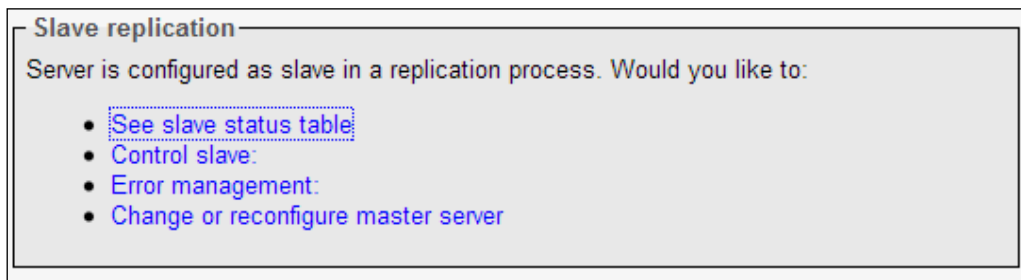 Slave replication
Server is configured as slave in a replication process. Would you like to:
See slave status table
Control slave:
Error management:
Change or reconfigure master server